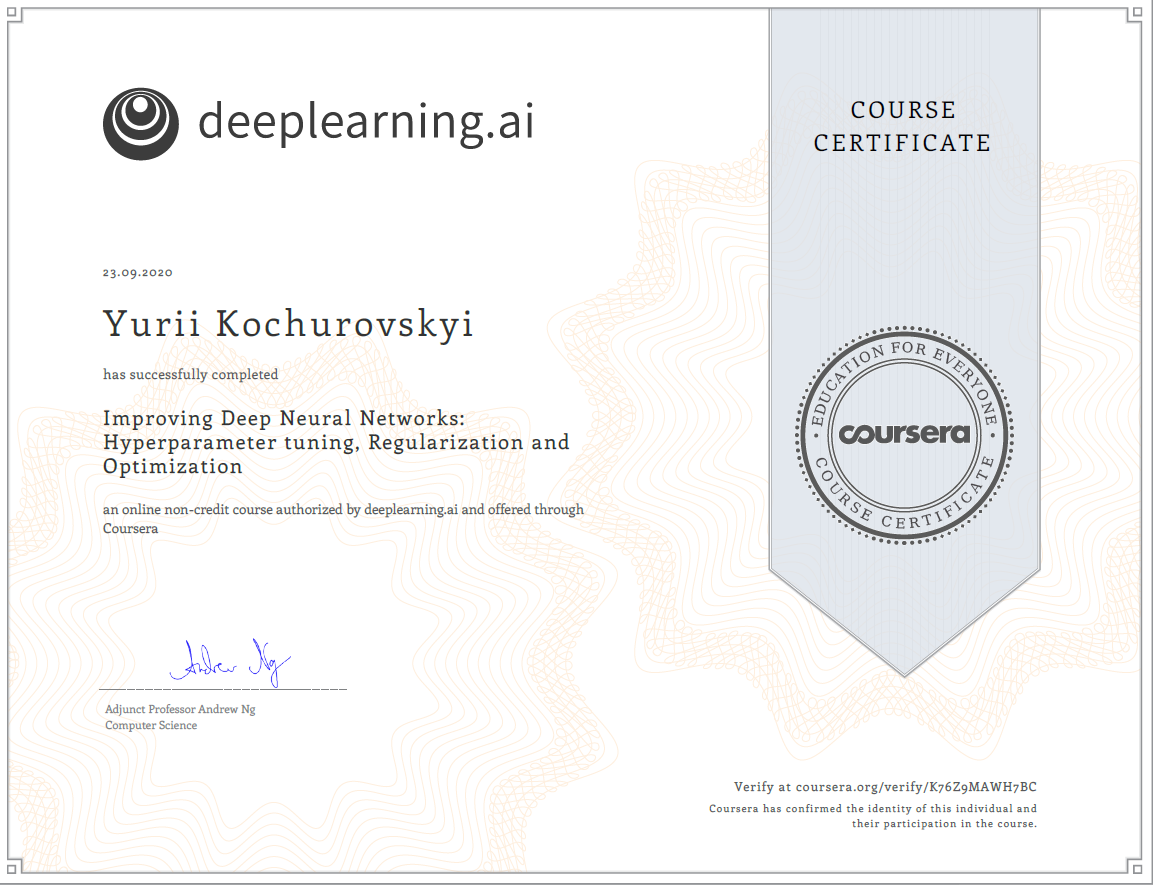 deeplearning.ai
COURSE
CERTIFICATE
23.09.2020
Yurii Kochurovskyi
has successfully completed
Improving Deep Neural Networks:
Hyperparameter tuning, Regularization and
Optimization
an online non-credit course authorized by deeplearning.ai and offered through
Coursera
EDUCATION FOR EVERYONE
coursera
COURSE CERTIFICATE
Andrew Ng
Adjunct Professor Andrew Ng
Computer Science
Verify at coursera.org/verify/K76Z9MAWH7BC
Coursera has confirmed the identity of this individual and
their participation in the course.